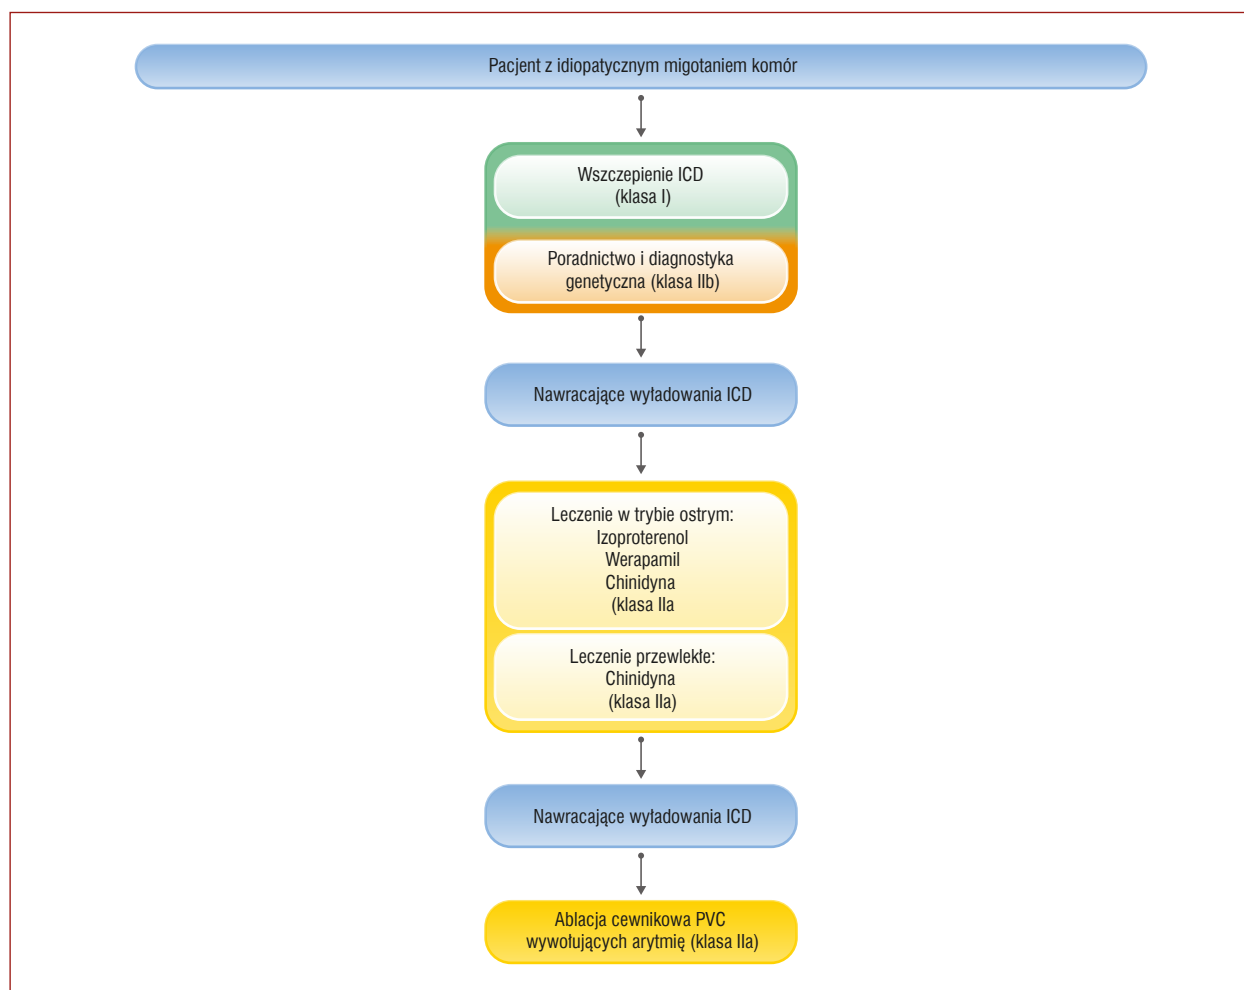 Pacjent z idiopatycznym migotaniem komór
Wszczepienie ICD
(klasa I)
Poradnictwo i diagnostyka
genetyczna (klasa IIb)
Nawracające wyładowania ICD
Leczenie w trybie ostrym:
Izoproterenol
Werapamil
Chinidyna
(klasa IIa
Leczenie przewlekłe:
Chinidyna
(klasa IIa)
Nawracające wyładowania ICD
Ablacja cewnikowa PVC
wywołujących arytmię (klasa IIa)